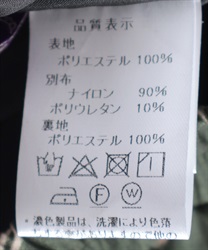 品質表示
表地
ポリエステル 100%
別布
ナイロン 90%
ポリウレタン 10%
裏地
ポリエステル 100%
F W
・濃色製品は、洗濯により色落